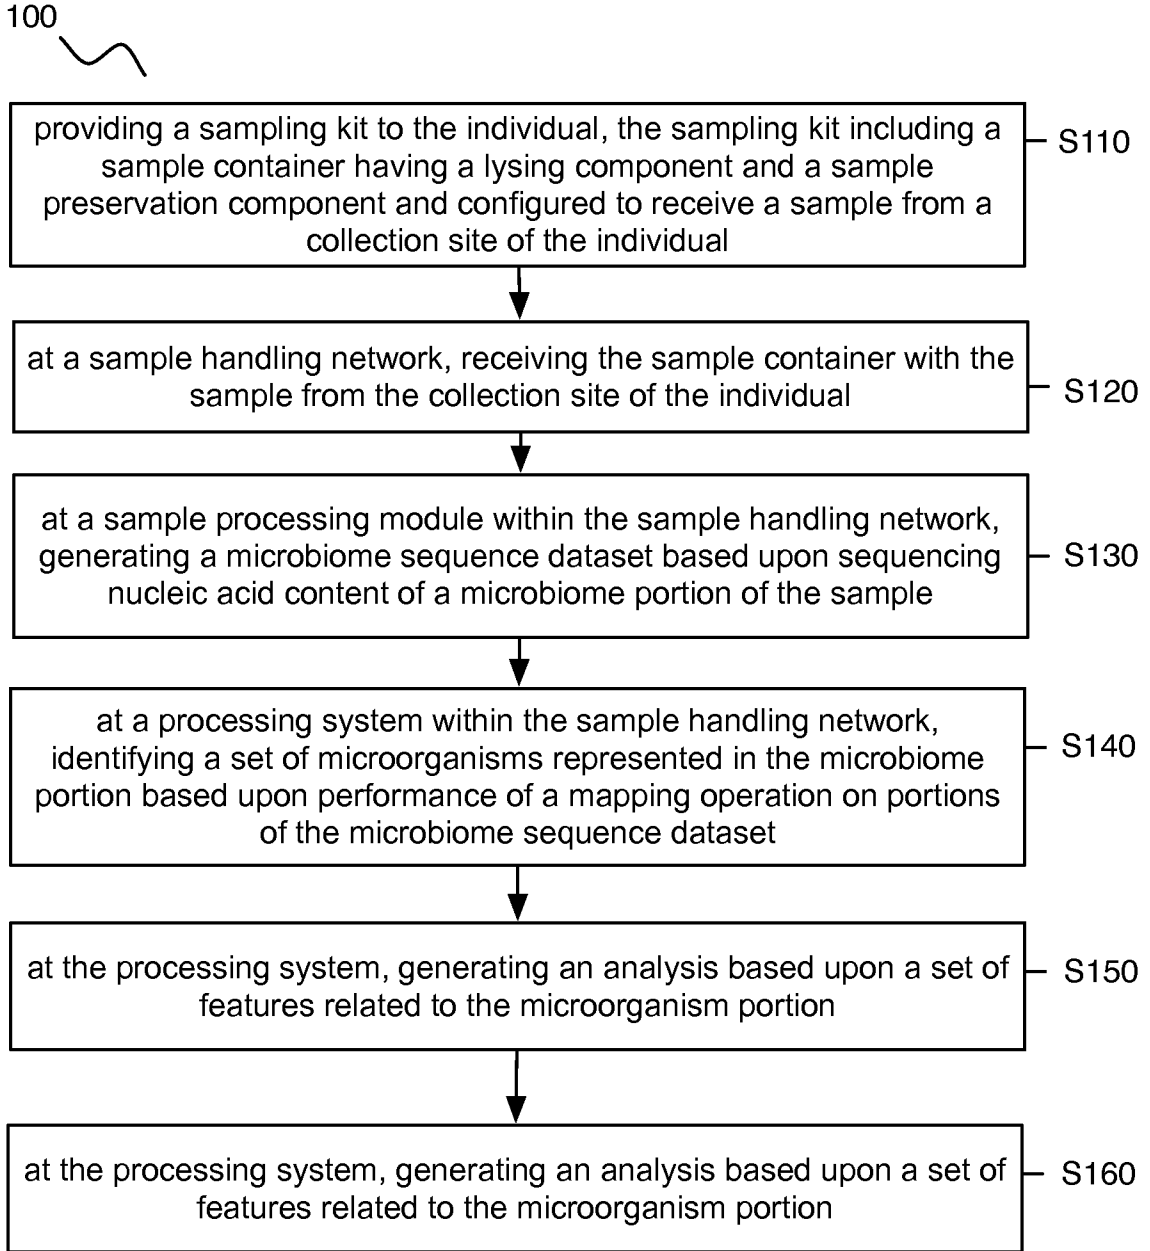 100
providing a sampling kit to the individual, the sampling kit including a
sample container having a lysing component and a sample
preservation component and configured to receive a sample from a
collection site of the individual
S110
at a sample handling network, receiving the sample container with the
sample from the collection site of the individual
S120
at a sample processing module within the sample handling network,
generating a microbiome sequence dataset based upon sequencing
nucleic acid content of a microbiome portion of the sample
S130
at a processing system within the sample handling network,
identifying a set of microorganisms represented in the microbiome
portion based upon performance of a mapping operation on portions
of the microbiome sequence dataset
S140
at the processing system, generating an analysis based upon a set of
features related to the microorganism portion
S150
at the processing system, generating an analysis based upon a set of
features related to the microorganism portion
S160